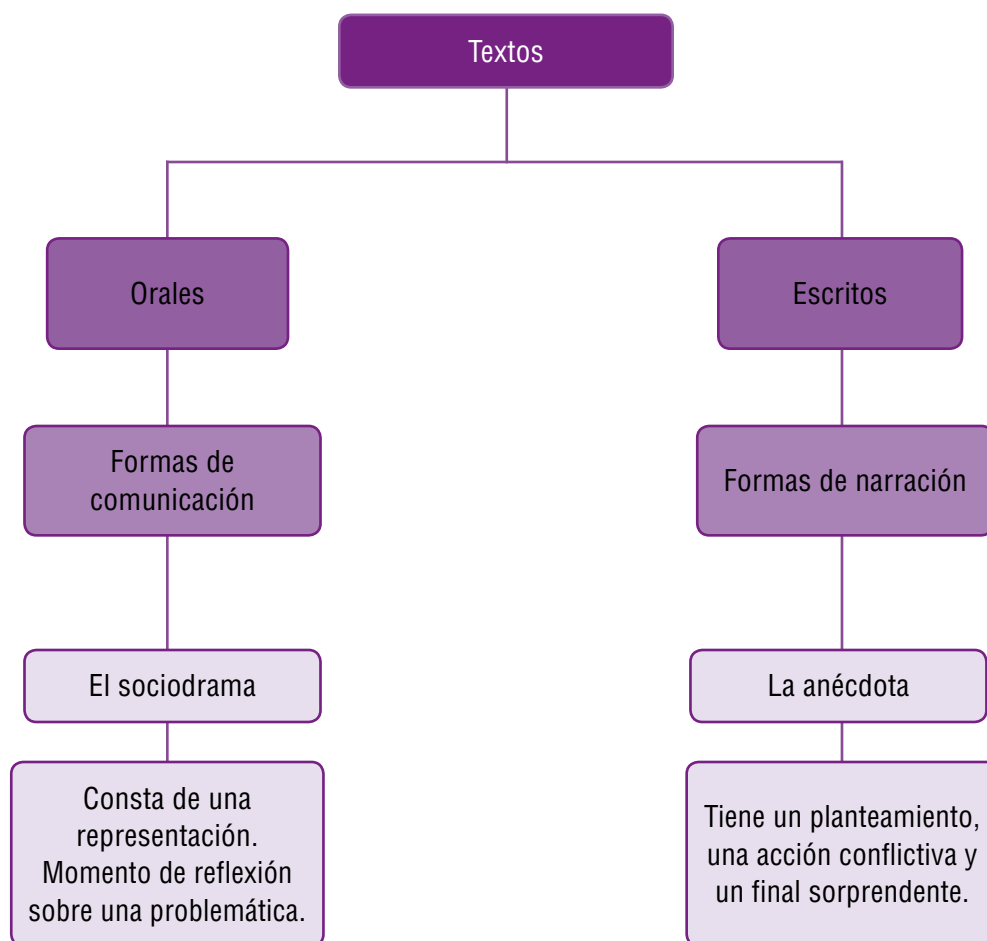 Textos
Orales
Escritos
Formas de
comunicación
Formas de narración
El sociodrama
La anécdota
Consta de una
representación.
Momento de reflexión
sobre una problemática.
Tiene un planteamiento,
una acción conflictiva y
un final sorprendente.